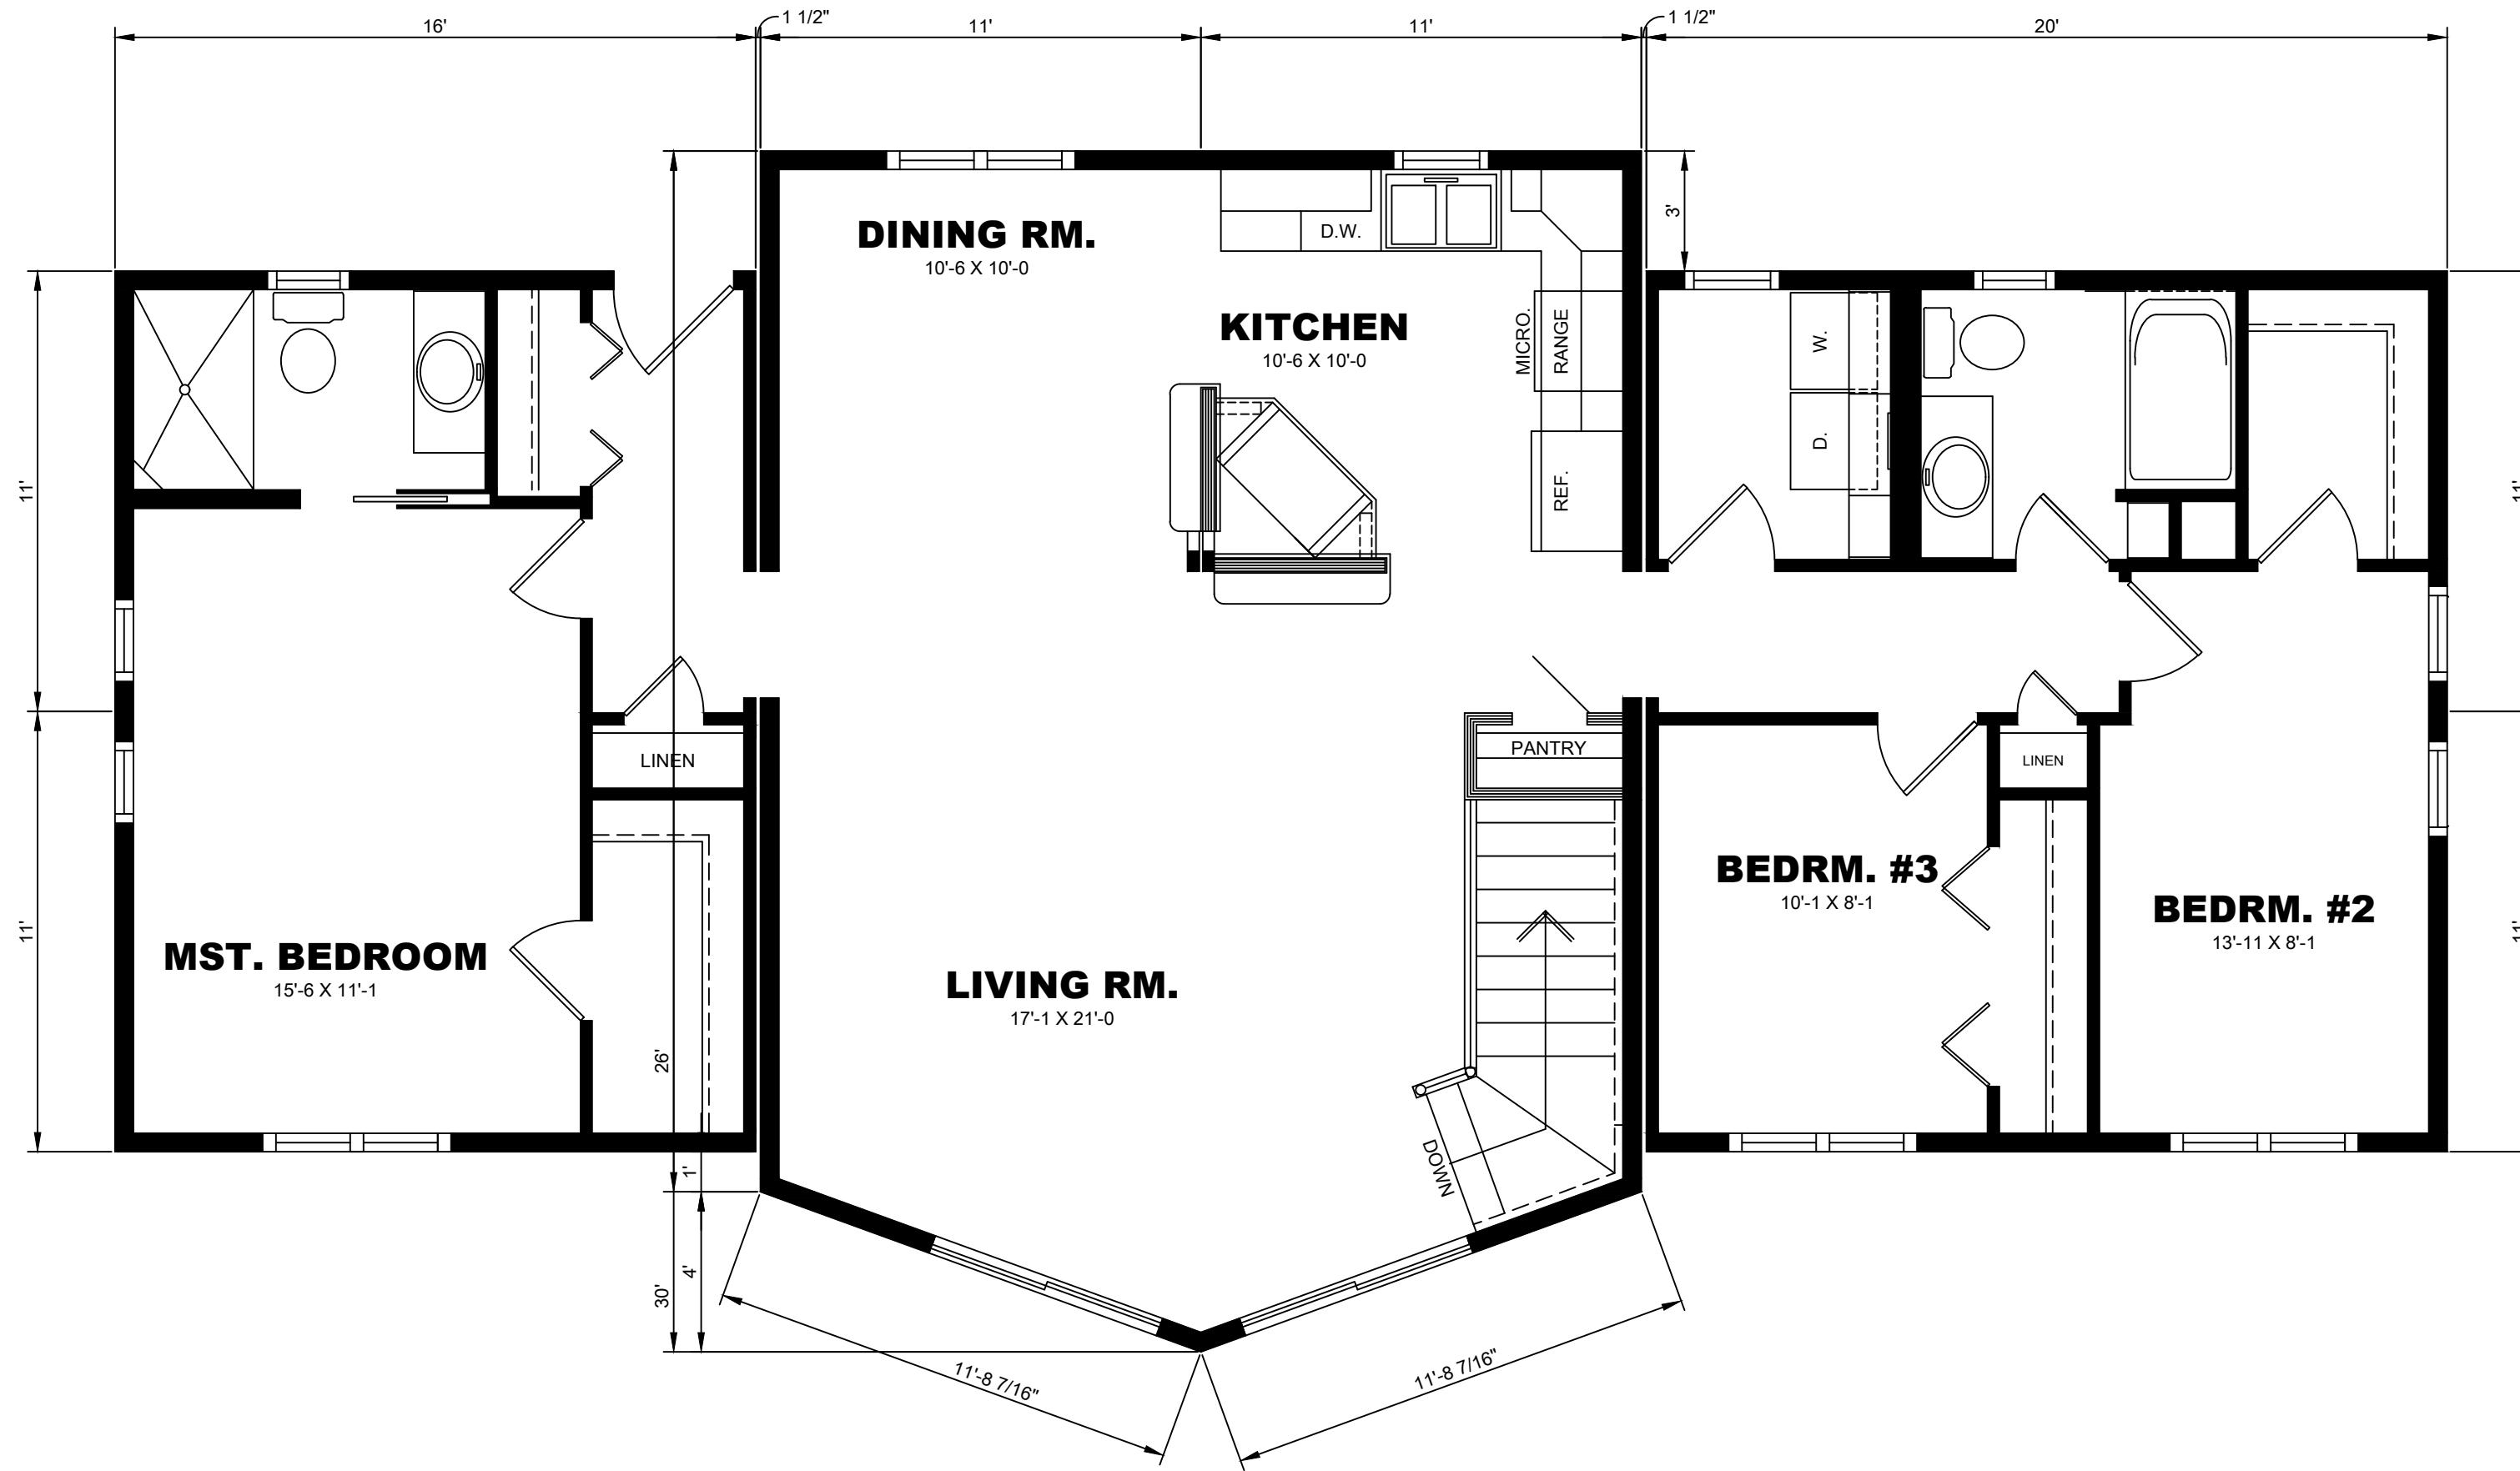 16'
1 1/2"
11'
11'
1 1/2"
20'
3'
DINING RM.
10'-6 X 10'-0
D.W.
KITCHEN
10'-6 X 10'-0
MICRO.
RANGE
W.
D.
REF.
11'
11'
LINEN
PANTRY
LINEN
BEDRM. #3
10'-1 X 8'-1
BEDRM. #2
13'-11 X 8'-1
MST. BEDROOM
15'-6 X 11'-1
LIVING RM.
17'-1 X 21'-0
11'
11'
26'
1'
DOWN
4'
30'
11'-8 7/16"
11'-8 7/16"